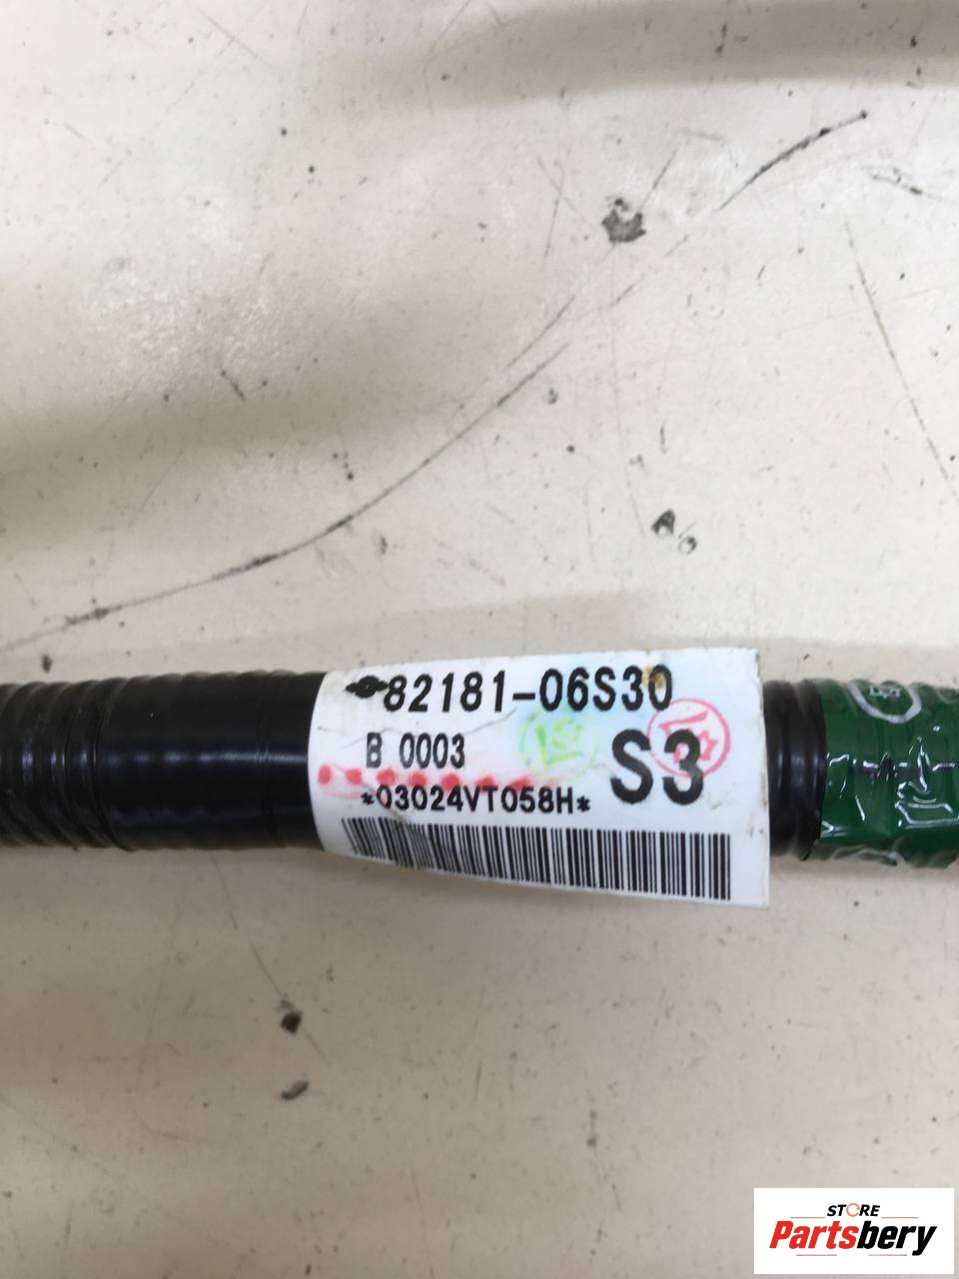 82181-06S30
B 0003
S3
*03024VT058H*
STORE
Partsbery